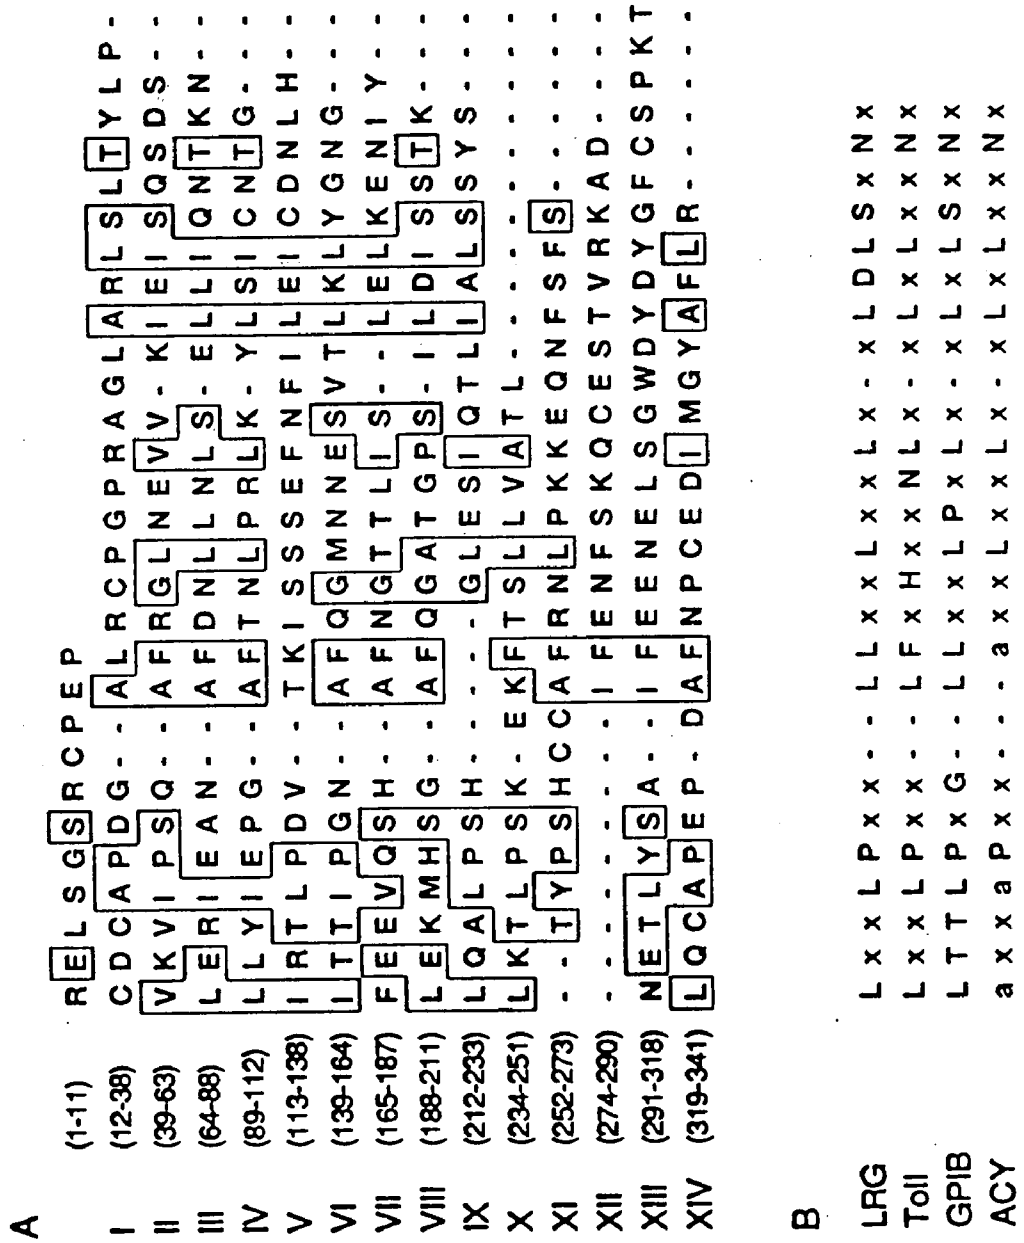 A
(1-11) R E L S G S R C P E P
I (12-38) C D C A P D G - - A L R C P G P R A G L A R L S L T Y L P -
II (39-63) V K V I P S Q - - A F R G L N E V V - K I E I S Q S D S - -
III (64-88) L E R I E A N - - A F D N L L N L S - E L L I Q N T K N - -
IV (89-112) L L Y I E P G - - A F T N L P R L K - Y L S I C N T G - - -
V (113-138) I R T L P D V - - T K I S S S E F N F I L E I C D N L H - -
VI (139-164) I T T I P G N - - A F Q G M N N E S V T L K L Y G N G - - -
VII (165-187) F E E V Q S H - - A F N G T T L I S - - L E L K E N I Y - -
VIII (188-211) L E K M H S G - - A F Q G A T G P S - I L D I S S T K - - -
IX (212-233) L Q A L P S H - - - - - G L E S I Q T L I A L S S Y S - - -
X (234-251) L K T L P S K - E K F T S L L V A T L - - - - - - - - - - -
XI (252-273) - - T Y P S H C C A F R N L P K K E Q N F S F S - - - - - -
XII (274-290) - - - - - - - - - I F E N F S K Q C E S T V R K A D - - - -
XIII (291-318) N E T L Y S A - - I F E E N E L S G W D Y D Y G F C S P K T
XIV (319-341) L Q C A P E P - D A F N P C E D I M G Y A F L R - - - - - -
B
LRG L x x L P x x - - L L x x L x x L x - x L D L S x N x
Toll L x x L P x x - - L F x H x N L x - x L x L x x N x
GPIB L T T L P x G - - L L x x L P x L x - x L x L S x N x
ACY a x x a P x x - - - a x x L x x L x - x L x L x x N x